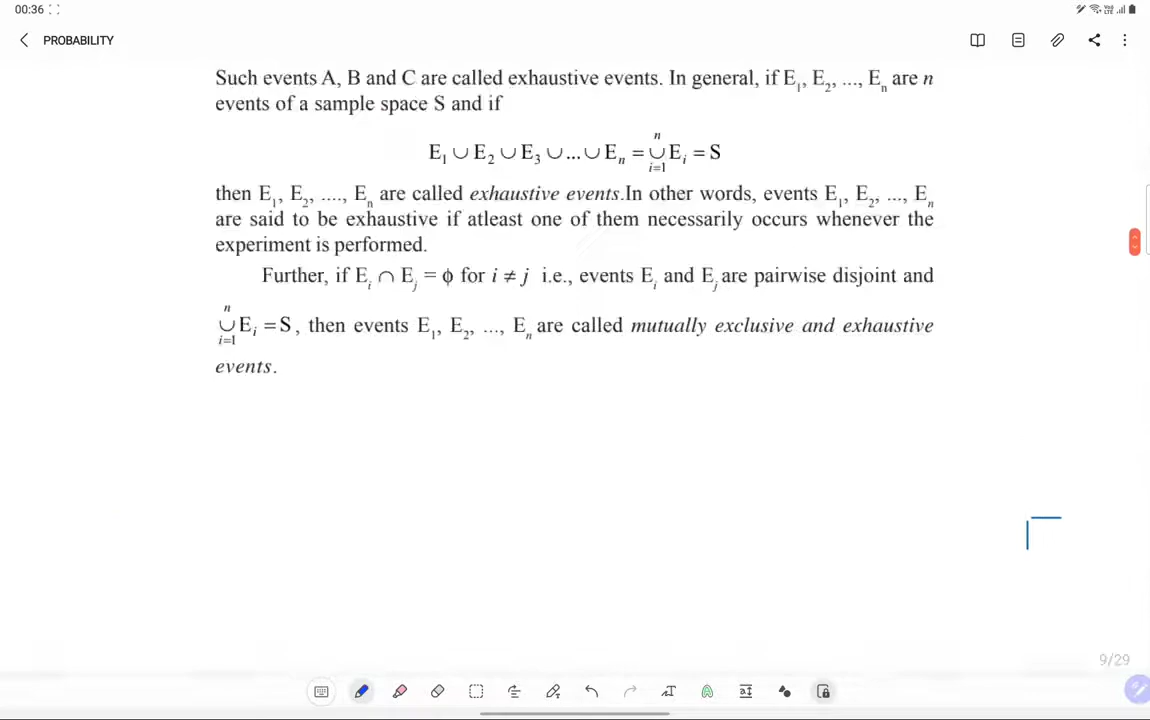 00:36
PROBABILITY
Such events A, B and C are called exhaustive events. In general, if E₁, E₂, ..., Eₙ are n
events of a sample space S and if
E₁ ∪ E₂ ∪ E₃ ∪ ... ∪ Eₙ = ∪ⁿᵢ₌₁ Eᵢ = S
then E₁, E₂, ...., Eₙ are called exhaustive events.In other words, events E₁, E₂, ..., Eₙ
are said to be exhaustive if atleast one of them necessarily occurs whenever the
experiment is performed.
Further, if Eᵢ ∩ Eⱼ = ϕ for i ≠ j i.e., events Eᵢ and Eⱼ are pairwise disjoint and
∪ⁿᵢ₌₁ Eᵢ = S, then events E₁, E₂, ..., Eₙ are called mutually exclusive and exhaustive
events.
9/29